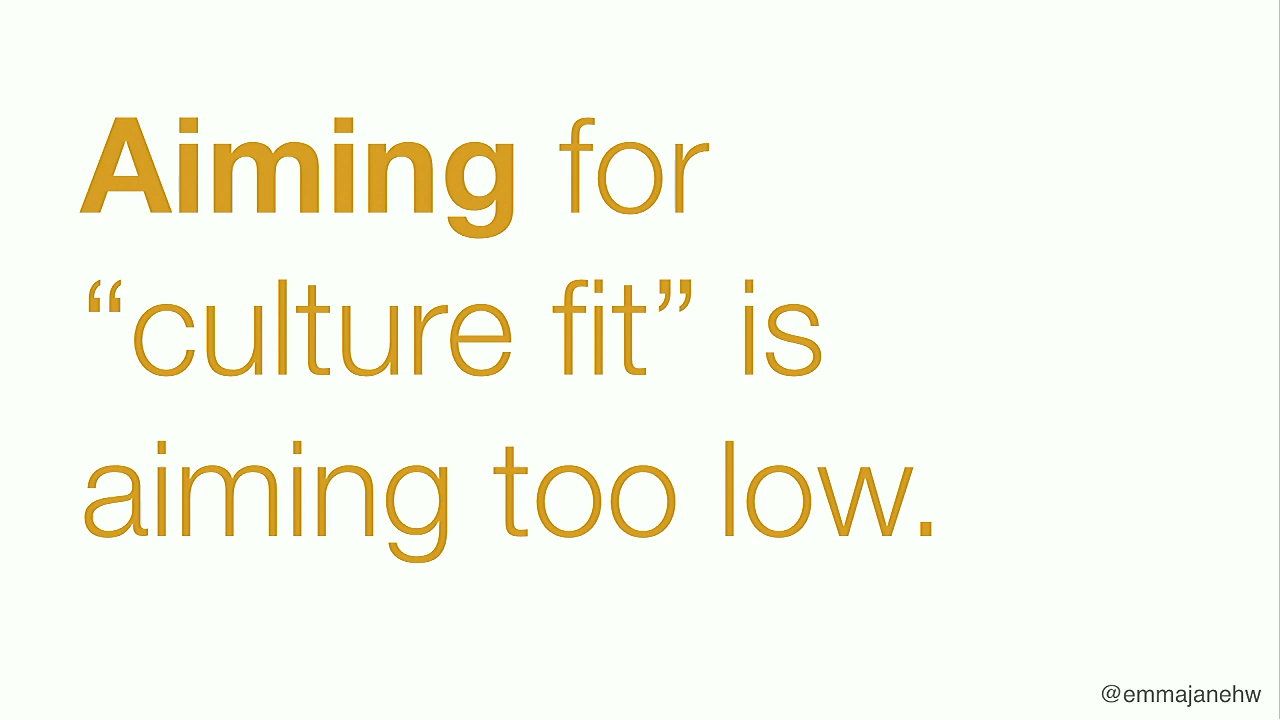 Aiming for
“culture fit” is
aiming too low.
@emmajanehw